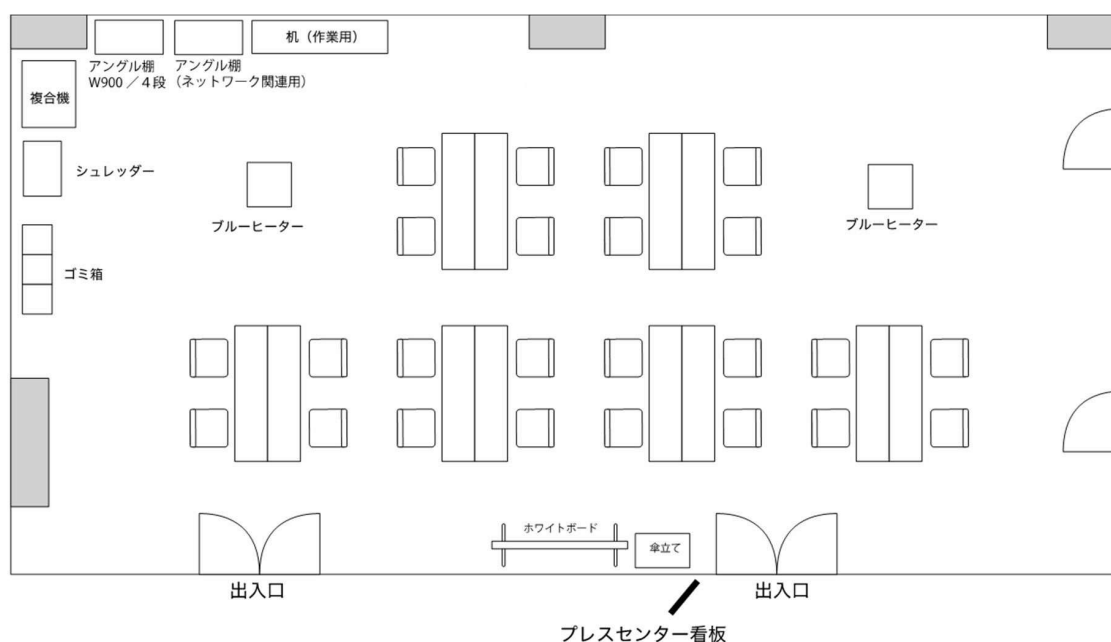 机（作業用）
アングル棚
W900 ／４段
アングル棚
（ネットワーク関連用）
複合機
シュレッダー
ブルーヒーター
ブルーヒーター
ゴミ箱
ホワイトボード
傘立て
出入口
出入口
プレスセンター看板